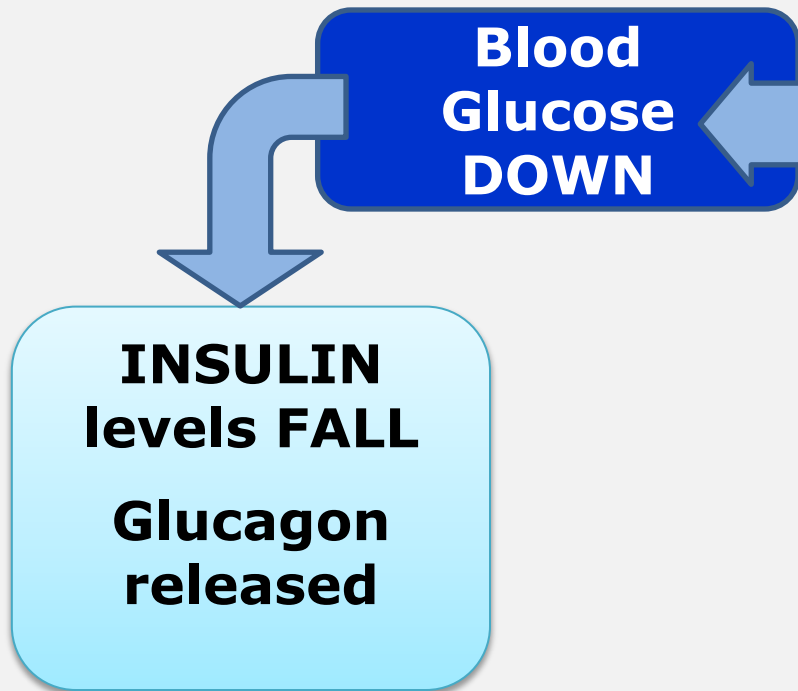 Blood
Glucose
DOWN
INSULIN
levels FALL
Glucagon
released